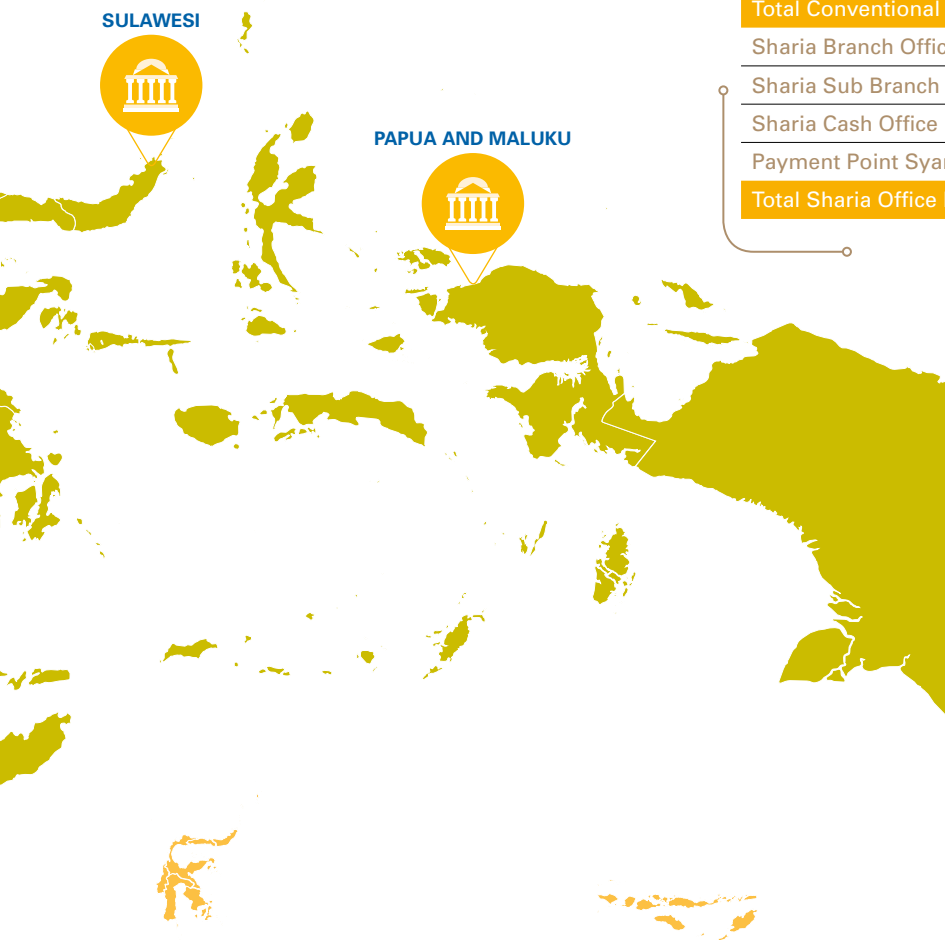 SULAWESI
PAPUA AND MALUKU
Total Conventional
Sharia Branch Offic
Sharia Sub Branch
Sharia Cash Office
Payment Point Syar
Total Sharia Office